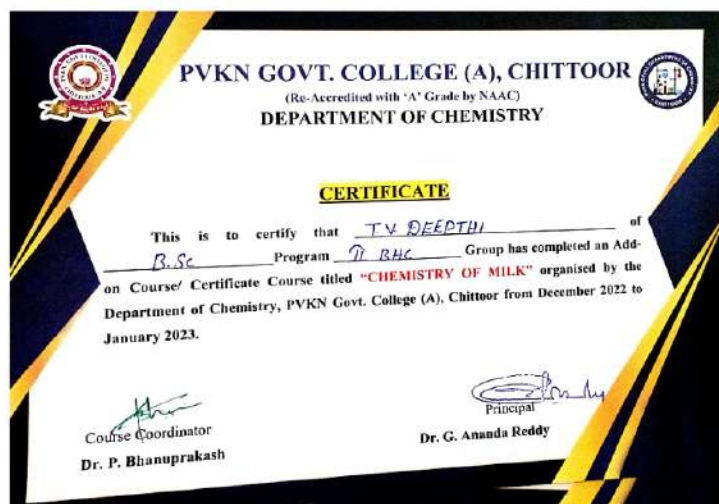 PVKN GOVT. COLLEGE (A), CHITTOOR
(Re-Accredited with ‘A’ Grade by NAAC)
DEPARTMENT OF CHEMISTRY
CERTIFICATE
This is to certify that T V DEEPTHI of
B.Sc Program II BHC Group has completed an Add-
on Course/ Certificate Course titled “CHEMISTRY OF MILK” organised by the
Department of Chemistry, PVKN Govt. College (A), Chittoor from December 2022 to
January 2023.
Course Coordinator
Dr. P. Bhanuprakash
Principal
Dr. G. Ananda Reddy